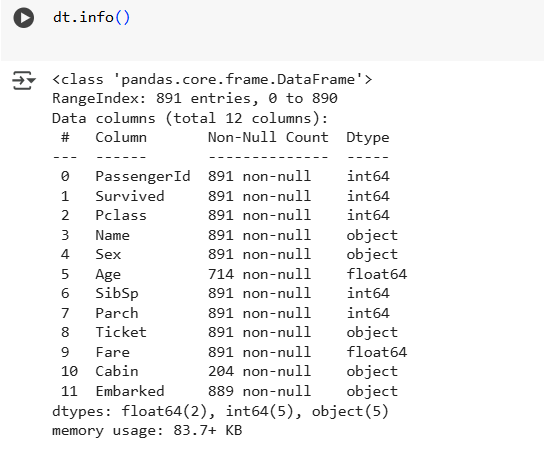 dt.info()
<class 'pandas.core.frame.DataFrame'>
RangeIndex: 891 entries, 0 to 890
Data columns (total 12 columns):
 #   Column       Non-Null Count  Dtype
---  ------       --------------  -----
 0   PassengerId  891 non-null    int64
 1   Survived     891 non-null    int64
 2   Pclass       891 non-null    int64
 3   Name         891 non-null    object
 4   Sex          891 non-null    object
 5   Age          714 non-null    float64
 6   SibSp        891 non-null    int64
 7   Parch        891 non-null    int64
 8   Ticket       891 non-null    object
 9   Fare         891 non-null    float64
 10  Cabin        204 non-null    object
 11  Embarked     889 non-null    object
dtypes: float64(2), int64(5), object(5)
memory usage: 83.7+ KB